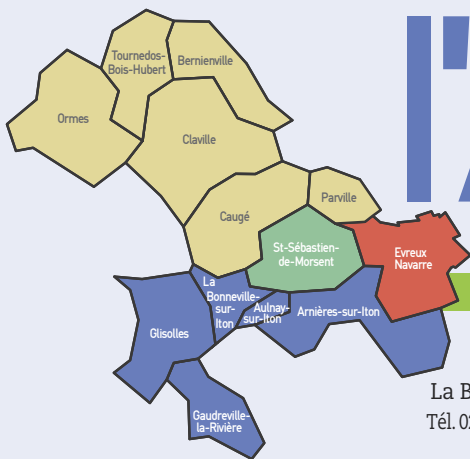 l'A
Tournedos-
Bois-Hubert
Bernienville
Ormes
Claville
Parville
Caugé
St-Sébastien-
de-Morsent
Evreux
Navarre
La
Bonneville-
sur-
Iton
Aulnay-
sur-Iton
Arnières-sur-Iton
Glisolles
Gaudreville-
la-Rivière
La B
Tél. 02